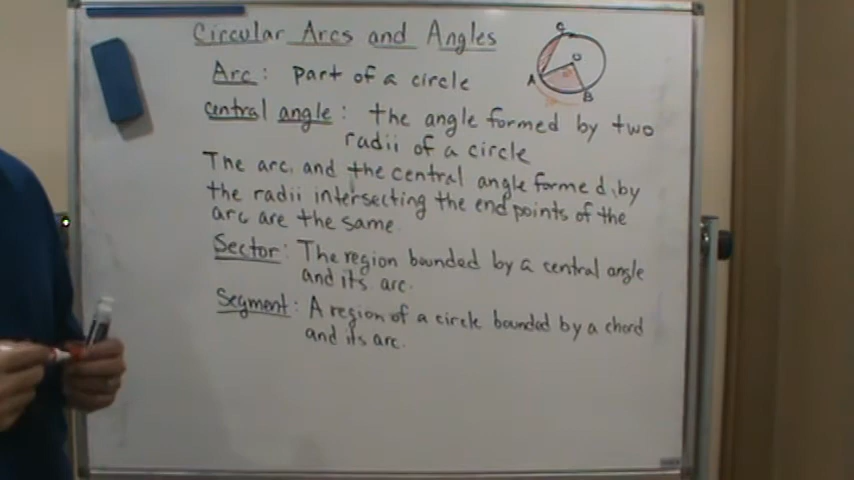 Circular Arcs and Angles
Arc: part of a circle
central angle: the angle formed by two
radii of a circle
The arc, and the central angle formed, by
the radii intersecting the end points of the
arc are the same
Sector: The region bounded by a central angle
and its arc.
Segment: A region of a circle bounded by a chord
and its arc.
C
O
A
B